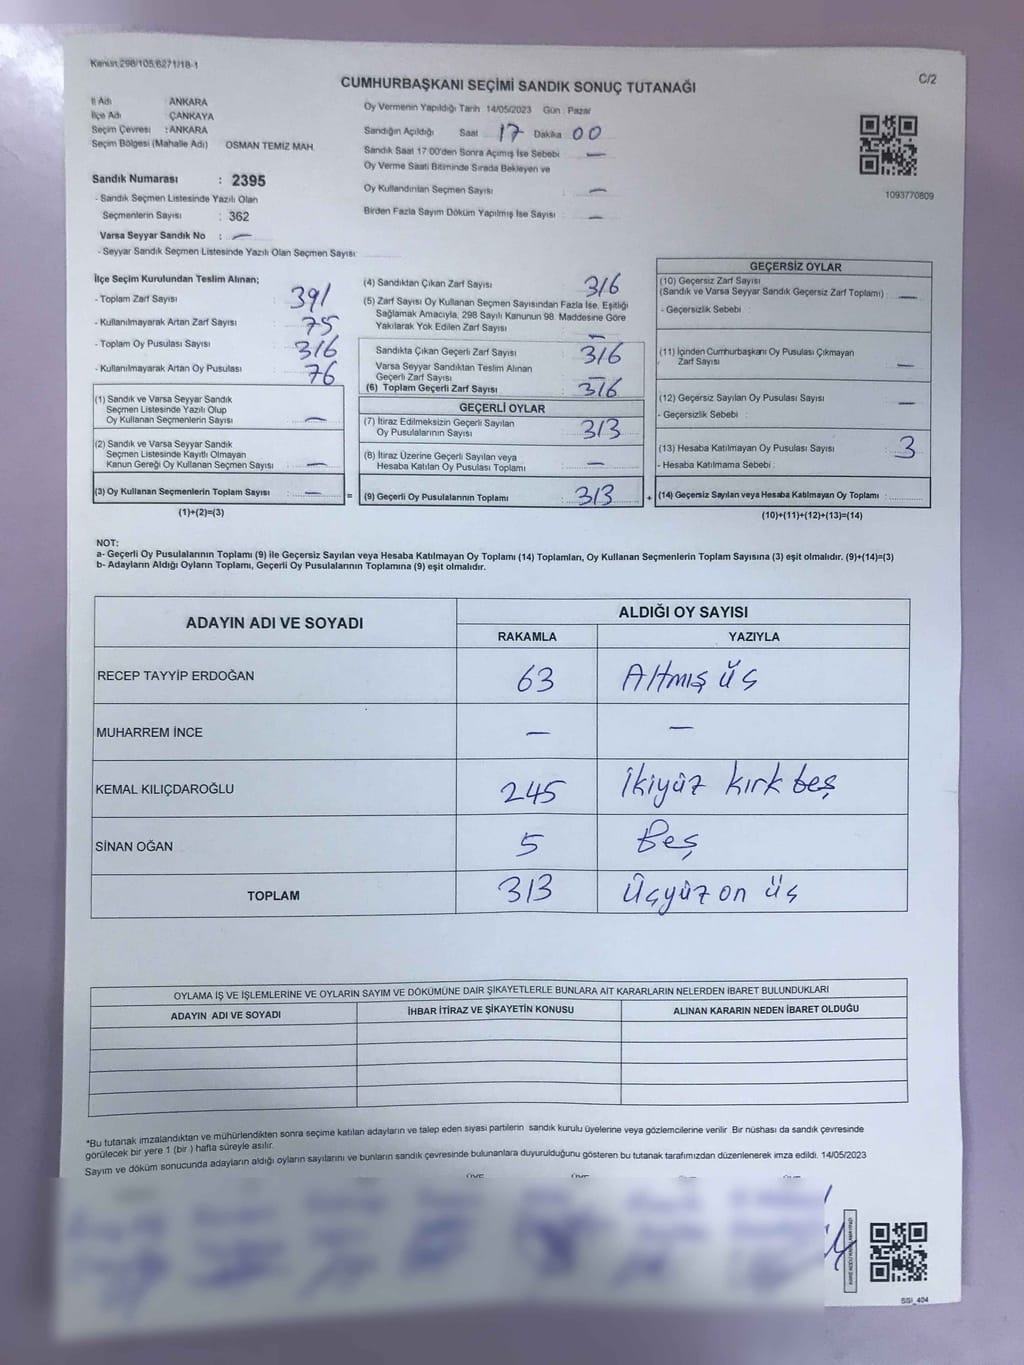 Kanun:298/105,6271/18-1
C/2
CUMHURBAŞKANI SEÇİMİ SANDIK SONUÇ TUTANAĞI
İl Adı ANKARA
İlçe Adı ÇANKAYA
Seçim Çevresi : ANKARA
Seçim Bölgesi (Mahalle Adı) OSMAN TEMİZ MAH.
Sandık Numarası : 2395
- Sandık Seçmen Listesinde Yazılı Olan
Seçmenlerin Sayısı : 362
Varsa Seyyar Sandık No : —
- Seyyar Sandık Seçmen Listesinde Yazılı Olan Seçmen Sayısı:
Oy Vermenin Yapıldığı Tarih 14/05/2023 Gün : Pazar
Sandığın Açıldığı Saat 17 Dakika 00
Sandık Saat 17:00'den Sonra Açımış İse Sebebi —
Oy Verme Saati Bitiminde Sırada Bekleyen ve
Oy Kullandırılan Seçmen Sayısı : —
Birden Fazla Sayım Döküm Yapılmış İse Sayısı : —
1093770809
İlçe Seçim Kurulundan Teslim Alınan;
- Toplam Zarf Sayısı : 391
- Kullanılmayarak Artan Zarf Sayısı : 75
- Toplam Oy Pusulası Sayısı : 316
- Kullanılmayarak Artan Oy Pusulası : 76
(1) Sandık ve Varsa Seyyar Sandık
Seçmen Listesinde Yazılı Olup
Oy Kullanan Seçmenlerin Sayısı : —
(2) Sandık ve Varsa Seyyar Sandık
Seçmen Listesinde Kayıtlı Olmayan
Kanun Gereği Oy Kullanan Seçmen Sayısı : —
(3) Oy Kullanan Seçmenlerin Toplam Sayısı : —
(1)+(2)=(3)
=
(4) Sandıktan Çıkan Zarf Sayısı : 316
(5) Zarf Sayısı Oy Kullanan Seçmen Sayısından Fazla İse, Eşitliği
Sağlamak Amacıyla, 298 Sayılı Kanunun 98. Maddesine Göre
Yakılarak Yok Edilen Zarf Sayısı : —
Sandıkta Çıkan Geçerli Zarf Sayısı : 316
Varsa Seyyar Sandıktan Teslim Alınan
Geçerli Zarf Sayısı : —
(6) Toplam Geçerli Zarf Sayısı : 316
GEÇERLİ OYLAR
(7) İtiraz Edilmeksizin Geçerli Sayılan
Oy Pusulalarının Sayısı : 313
(8) İtiraz Üzerine Geçerli Sayılan veya
Hesaba Katılan Oy Pusulası Toplamı : —
(9) Geçerli Oy Pusulalarının Toplamı : 313
+
GEÇERSİZ OYLAR
(10) Geçersiz Zarf Sayısı
(Sandık ve Varsa Seyyar Sandık Geçersiz Zarf Toplamı) : —
- Geçersizlik Sebebi :
(11) İçinden Cumhurbaşkanı Oy Pusulası Çıkmayan
Zarf Sayısı : —
(12) Geçersiz Sayılan Oy Pusulası Sayısı : —
- Geçersizlik Sebebi :
(13) Hesaba Katılmayan Oy Pusulası Sayısı : 3
- Hesaba Katılmama Sebebi :
(14) Geçersiz Sayılan veya Hesaba Katılmayan Oy Toplamı :
(10)+(11)+(12)+(13)=(14)
NOT:
a- Geçerli Oy Pusulalarının Toplamı (9) ile Geçersiz Sayılan veya Hesaba Katılmayan Oy Toplamı (14) Toplamları, Oy Kullanan Seçmenlerin Toplam Sayısına (3) eşit olmalıdır. (9)+(14)=(3)
b- Adayların Aldığı Oyların Toplamı, Geçerli Oy Pusulalarının Toplamına (9) eşit olmalıdır.
ADAYIN ADI VE SOYADI ALDIĞI OY SAYISI
RAKAMLA YAZIYLA
RECEP TAYYİP ERDOĞAN 63 Altmış üç
MUHARREM İNCE — —
KEMAL KILIÇDAROĞLU 245 İkiyüz kırk beş
SİNAN OĞAN 5 Beş
TOPLAM 313 Üçyüz on üç
OYLAMA İŞ VE İŞLEMLERİNE VE OYLARIN SAYIM VE DÖKÜMÜNE DAİR ŞİKAYETLERLE BUNLARA AİT KARARLARIN NELERDEN İBARET BULUNDUKLARI
ADAYIN ADI VE SOYADI İHBAR İTİRAZ VE ŞİKAYETİN KONUSU ALINAN KARARIN NEDEN İBARET OLDUĞU
*Bu tutanak imzalandıktan ve mühürlendikten sonra seçime katılan adayların ve talep eden siyasi partilerin sandık kurulu üyelerine veya gözlemcilerine verilir Bir nüshası da sandık çevresinde
görülecek bir yere 1 (bir ) hafta süreyle asılır.
Sayım ve döküm sonucunda adayların aldığı oyların sayılarını ve bunların sandık çevresinde bulunanlara duyurulduğunu gösteren bu tutanak tarafımızdan düzenlenerek imza edildi. 14/05/2023
SSI_404